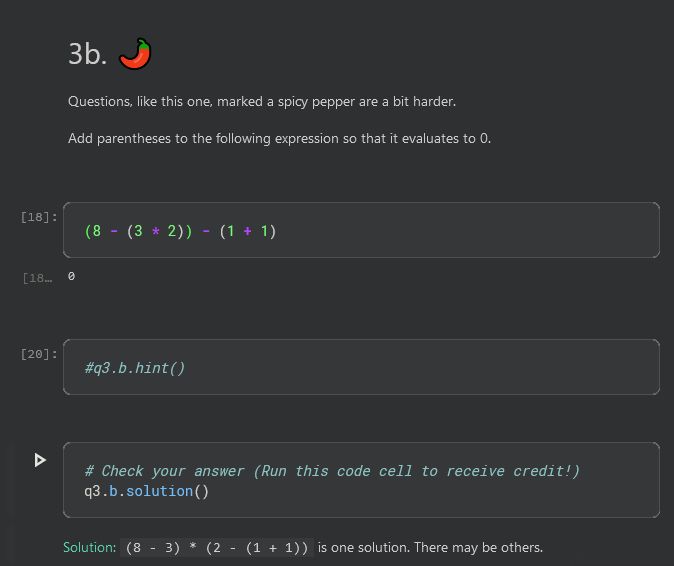 3b. 🌶️
Questions, like this one, marked a spicy pepper are a bit harder.
Add parentheses to the following expression so that it evaluates to 0.
[18]:
(8 - (3 * 2)) - (1 + 1)
[18…
0
[20]:
#q3.b.hint()
# Check your answer (Run this code cell to receive credit!)
q3.b.solution()
Solution: (8 - 3) * (2 - (1 + 1)) is one solution. There may be others.